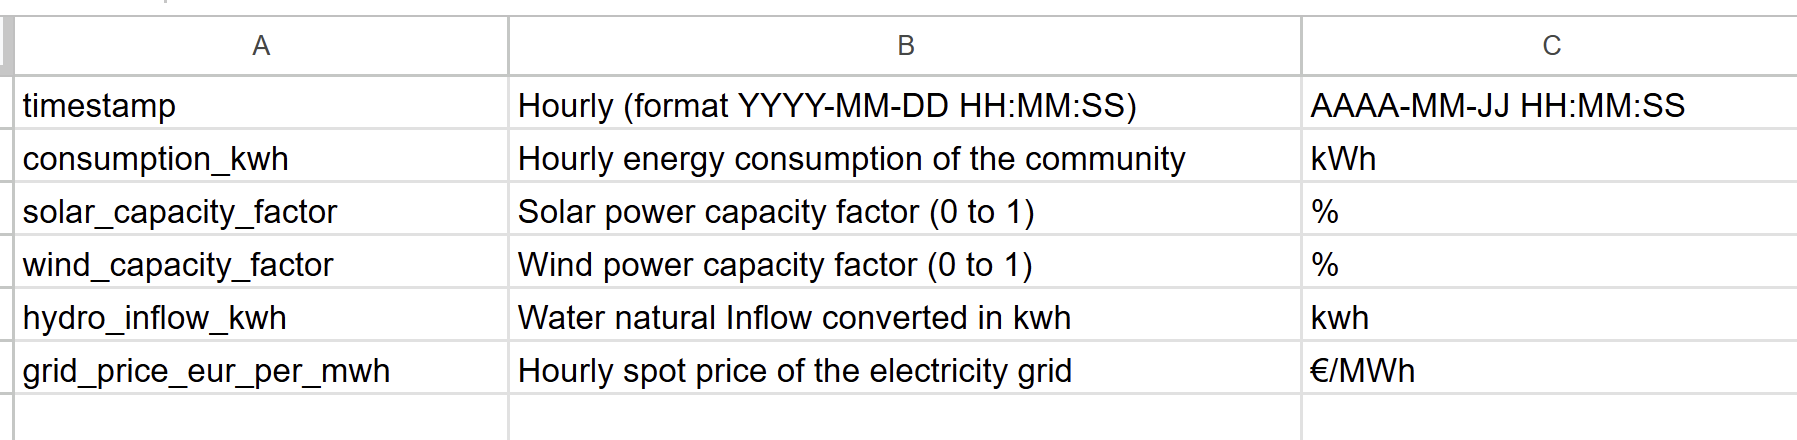 A B C
timestamp Hourly (format YYYY-MM-DD HH:MM:SS) AAAA-MM-JJ HH:MM:SS
consumption_kwh Hourly energy consumption of the community kWh
solar_capacity_factor Solar power capacity factor (0 to 1) %
wind_capacity_factor Wind power capacity factor (0 to 1) %
hydro_inflow_kwh Water natural Inflow converted in kwh kwh
grid_price_eur_per_mwh Hourly spot price of the electricity grid €/MWh